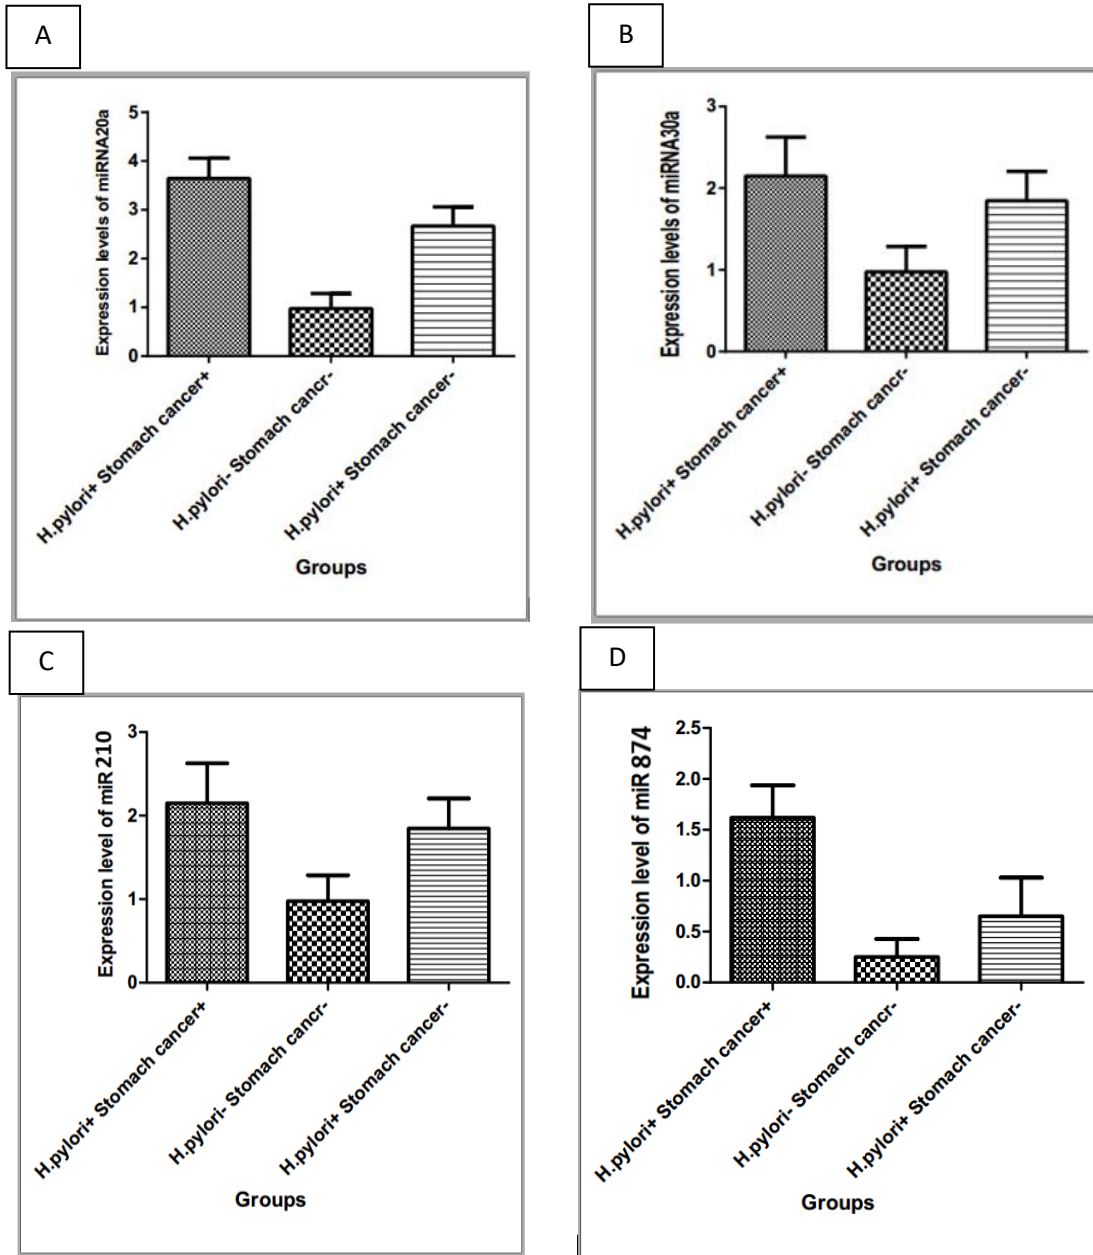 A
Expression levels of miRNA20a
5
4
3
2
1
0
H.pylori+ Stomach cancer+
H.pylori- Stomach cancr-
H.pylori+ Stomach cancer-
Groups
B
Expression levels of miRNA30a
3
2
1
0
H.pylori+ Stomach cancer+
H.pylori- Stomach cancr-
H.pylori+ Stomach cancer-
Groups
C
Expression level of miR 210
3
2
1
0
H.pylori+ Stomach cancer+
H.pylori- Stomach cancr-
H.pylori+ Stomach cancer-
Groups
D
Expression level of miR 874
2.5
2.0
1.5
1.0
0.5
0.0
H.pylori+ Stomach cancer+
H.pylori- Stomach cancr-
H.pylori+ Stomach cancer-
Groups